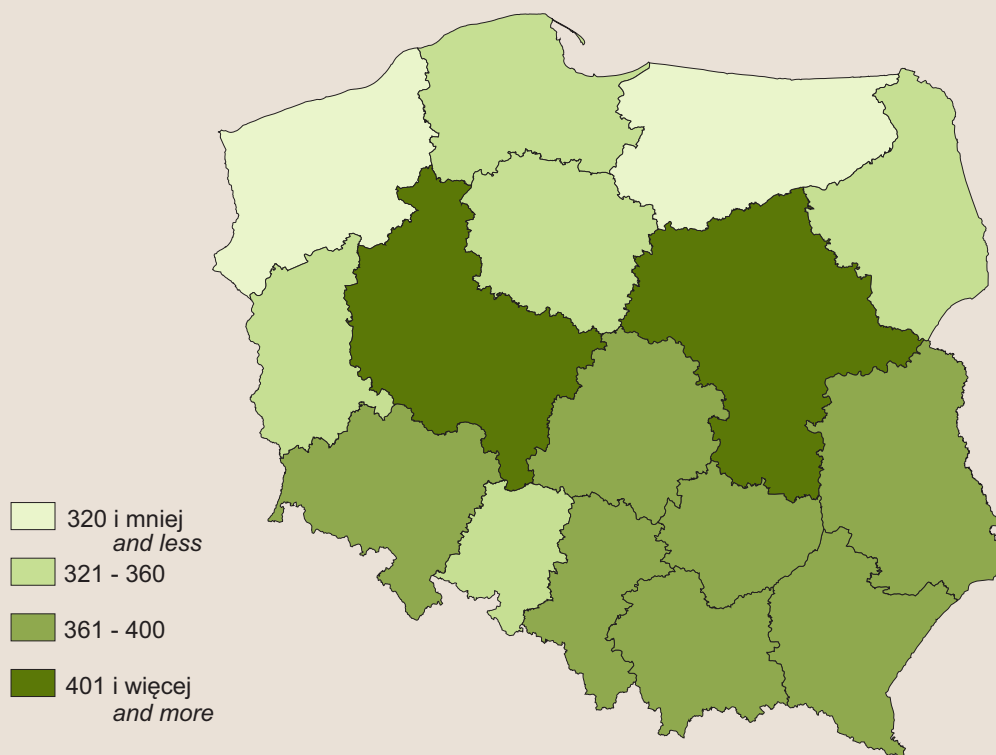 320 i mniej
and less
321 - 360
361 - 400
401 i więcej
and more